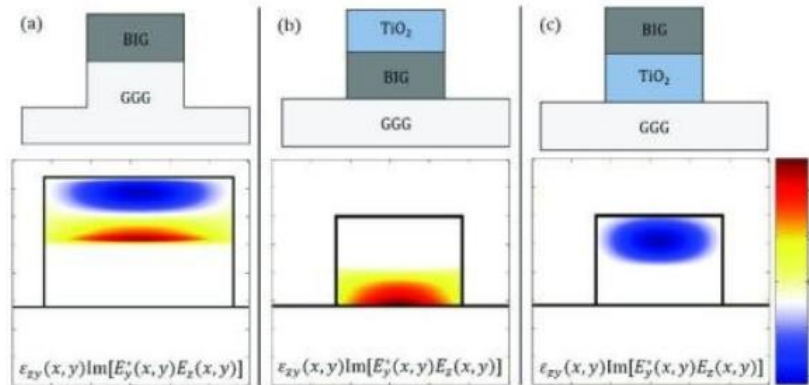 (a)
BIG
GGG
(b)
TiO₂
BIG
GGG
(c)
BIG
TiO₂
GGG
εzy(x, y)Im[E*y(x, y)Ez(x, y)]
εzy(x, y)Im[E*y(x, y)Ez(x, y)]
εzy(x, y)Im[E*y(x, y)Ez(x, y)]